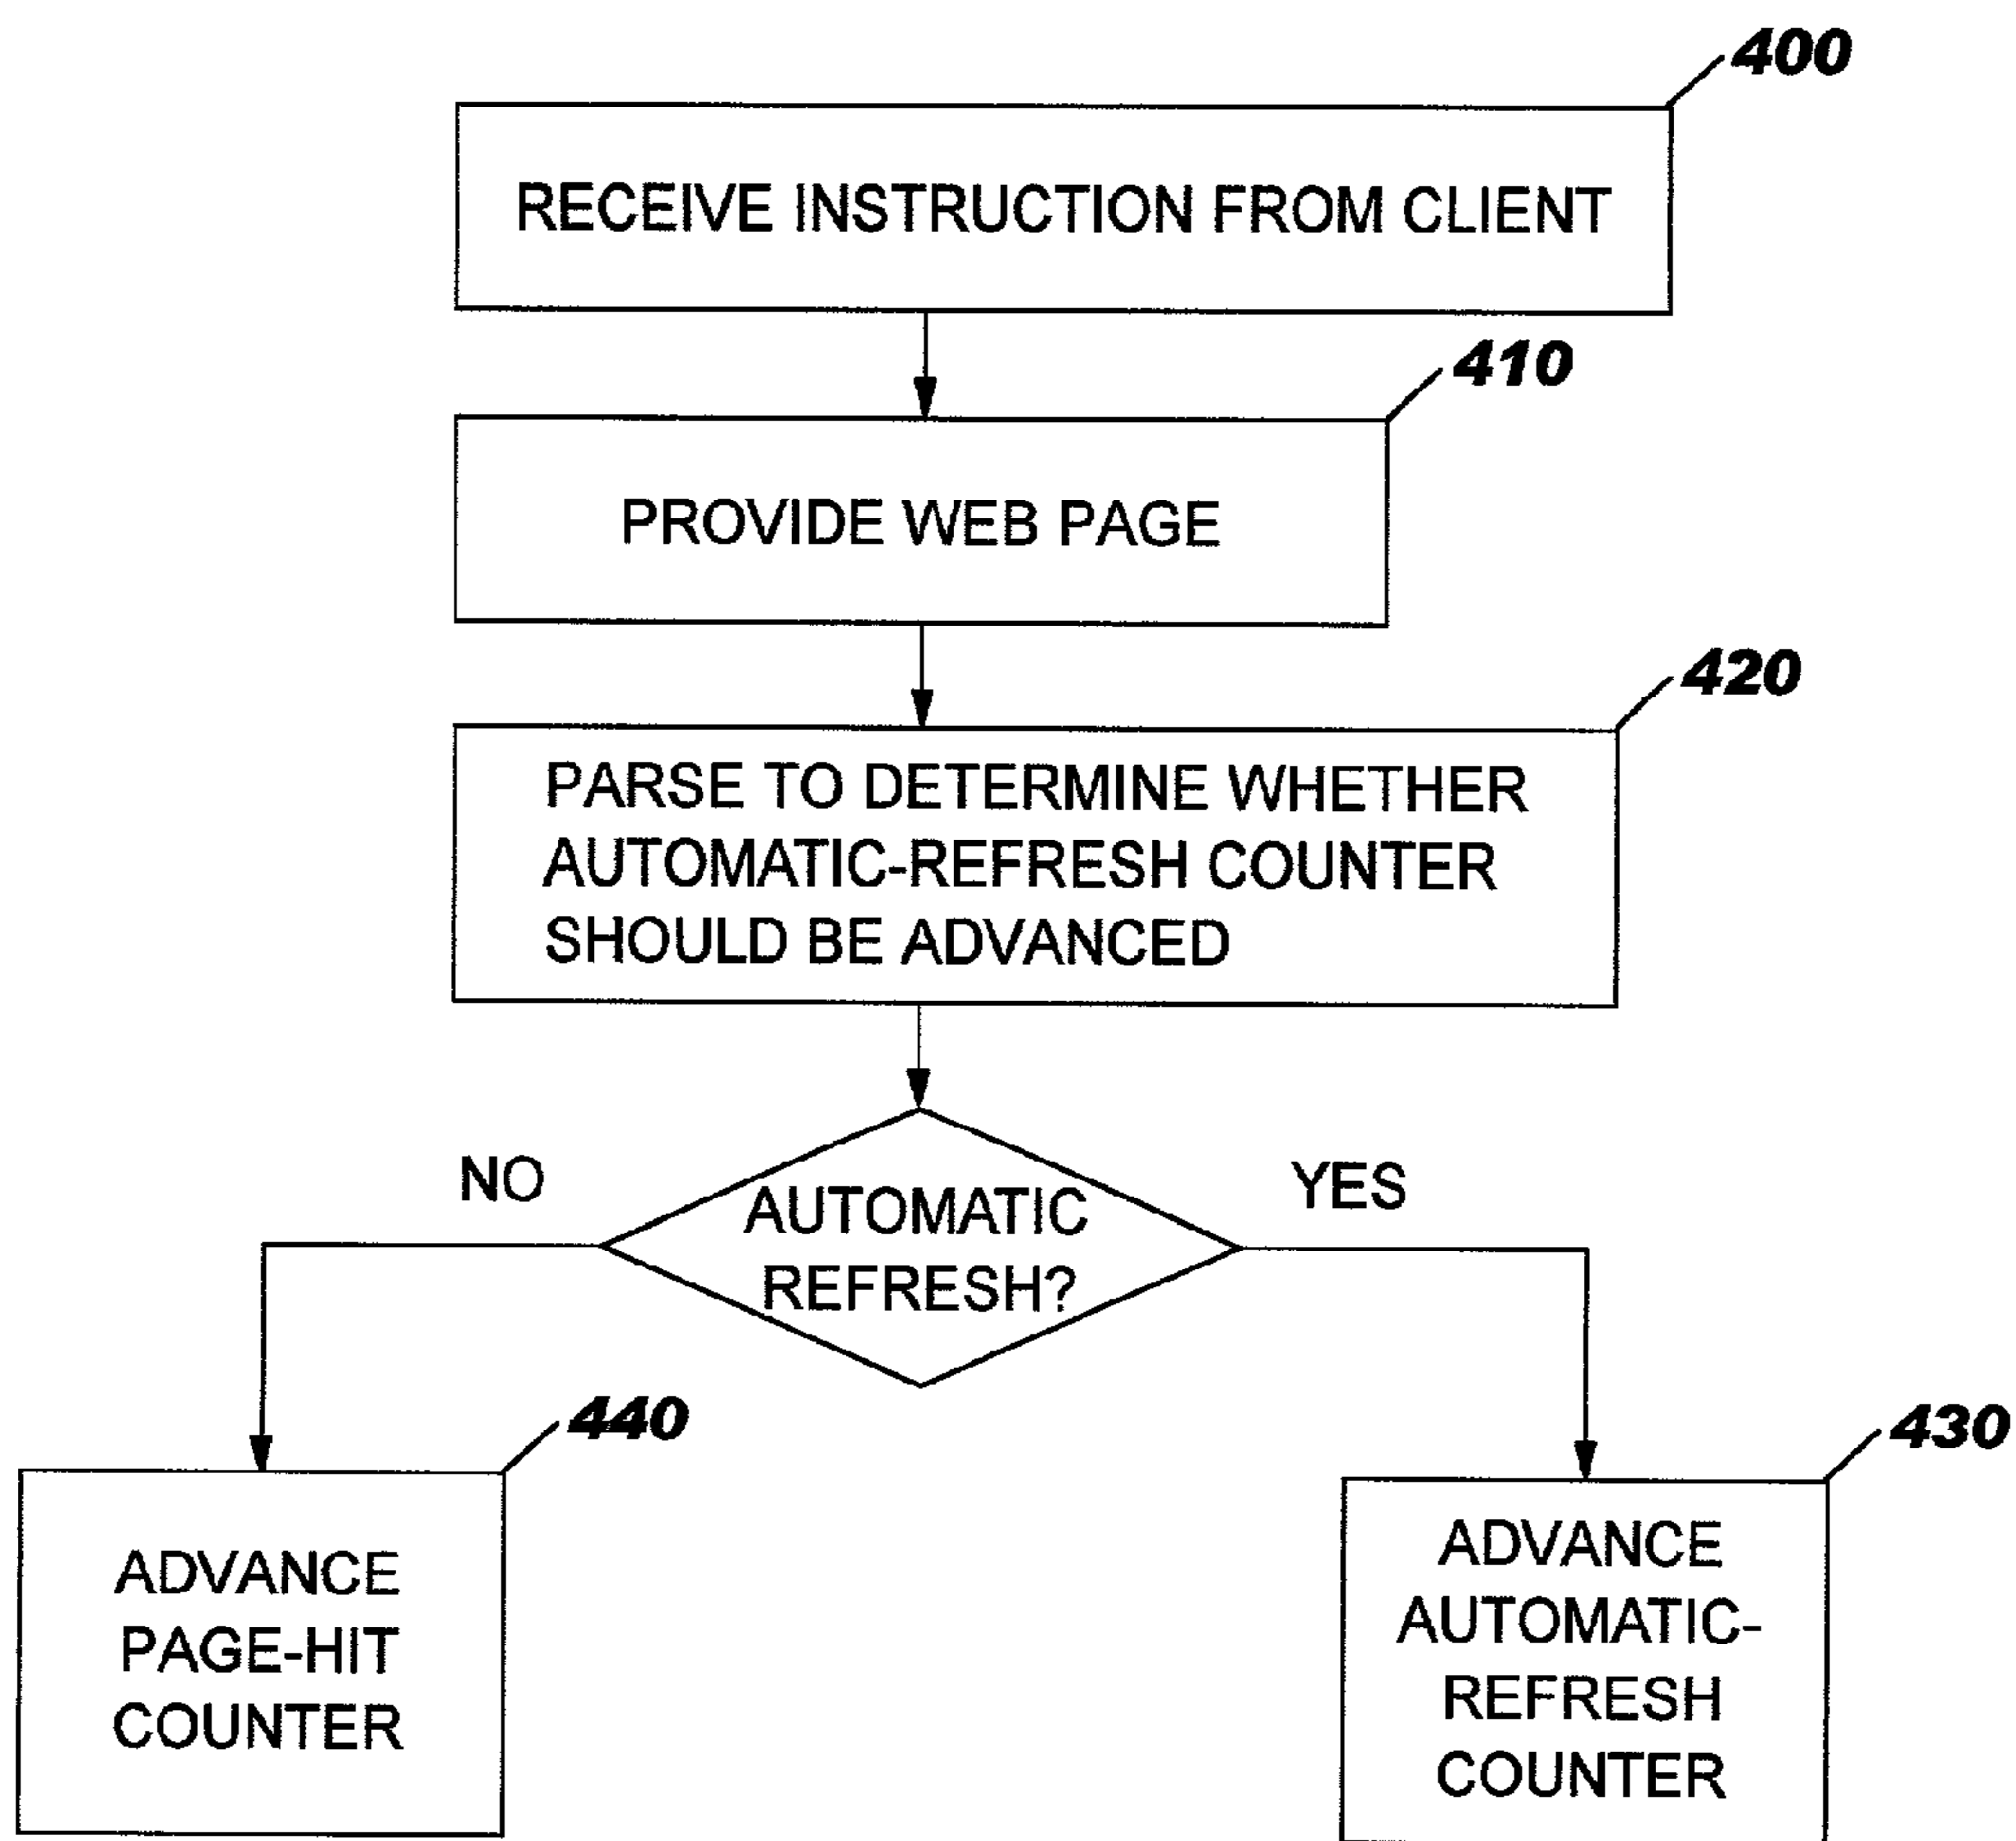 400
RECEIVE INSTRUCTION FROM CLIENT
410
PROVIDE WEB PAGE
420
PARSE TO DETERMINE WHETHER
AUTOMATIC-REFRESH COUNTER
SHOULD BE ADVANCED
NO
YES
AUTOMATIC
REFRESH?
440
ADVANCE
PAGE-HIT
COUNTER
430
ADVANCE
AUTOMATIC-
REFRESH
COUNTER